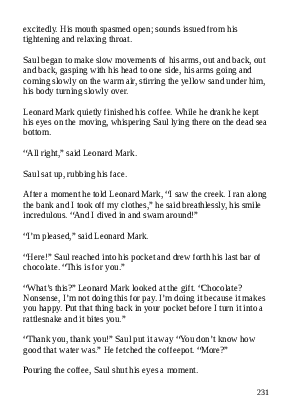 excitedly. His mouth spasmed open; sounds issued from his
tightening and relaxing throat.
Saul began to make slow movements of his arms, out and back, out
and back, gasping with his head to one side, his arms going and
coming slowly on the warm air, stirring the yellow sand under him,
his body turning slowly over.
Leonard Mark quietly finished his coffee. While he drank he kept
his eyes on the moving, whispering Saul lying there on the dead sea
bottom.
“All right,” said Leonard Mark.
Saul sat up, rubbing his face.
After a moment he told Leonard Mark, “I saw the creek. I ran along
the bank and I took off my clothes,” he said breathlessly, his smile
incredulous. “And I dived in and swam around!”
“I’m pleased,” said Leonard Mark.
“Here!” Saul reached into his pocket and drew forth his last bar of
chocolate. “This is for you.”
“What’s this?” Leonard Mark looked at the gift. “Chocolate?
Nonsense, I’m not doing this for pay. I’m doing it because it makes
you happy. Put that thing back in your pocket before I turn it into a
rattlesnake and it bites you.”
“Thank you, thank you!” Saul put it away “You don’t know how
good that water was.” He fetched the coffeepot. “More?”
Pouring the coffee, Saul shut his eyes a moment.
231